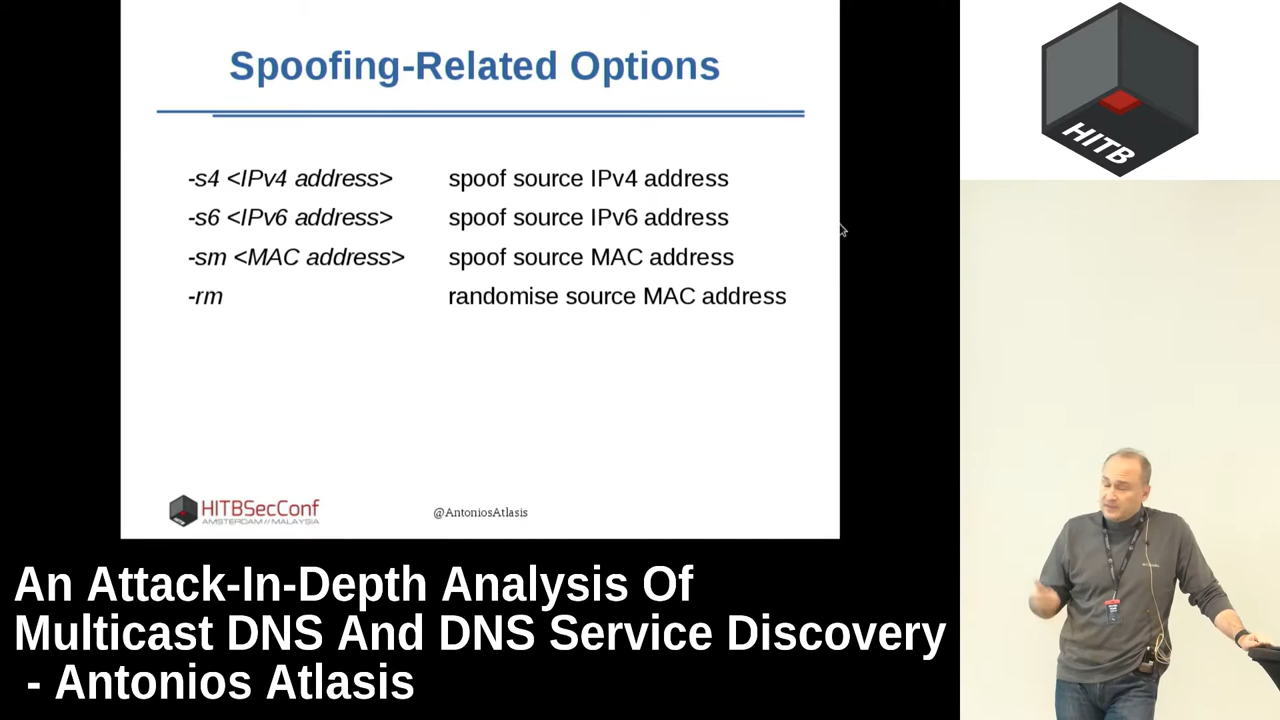 Spoofing-Related Options
-s4 <IPv4 address> spoof source IPv4 address
-s6 <IPv6 address> spoof source IPv6 address
-sm <MAC address> spoof source MAC address
-rm randomise source MAC address
HITBSecConf
AMSTERDAM // MALAYSIA
@AntoniosAtlasis
HITB
An Attack-In-Depth Analysis Of
Multicast DNS And DNS Service Discovery
- Antonios Atlasis